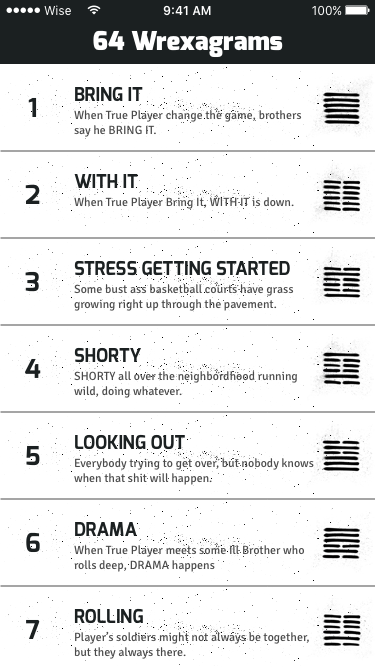 Wise 9:41 AM 100%
64 Wrexagrams
1
BRING IT
When True Player change the game, brothers
say he BRING IT.
2
WITH IT
When True Player Bring It, WITH IT is down.
3
STRESS GETTING STARTED
Some bust ass basketball courts have grass
growing right up through the pavement.
4
SHORTY
SHORTY all over the neighbordhood running
wild, doing whatever.
5
LOOKING OUT
Everybody trying to get over, but nobody knows
when that shit will happen.
6
DRAMA
When True Player meets some Ill Brother who
rolls deep, DRAMA happens
7
ROLLING
Player's soldiers might not always be together,
but they always there.